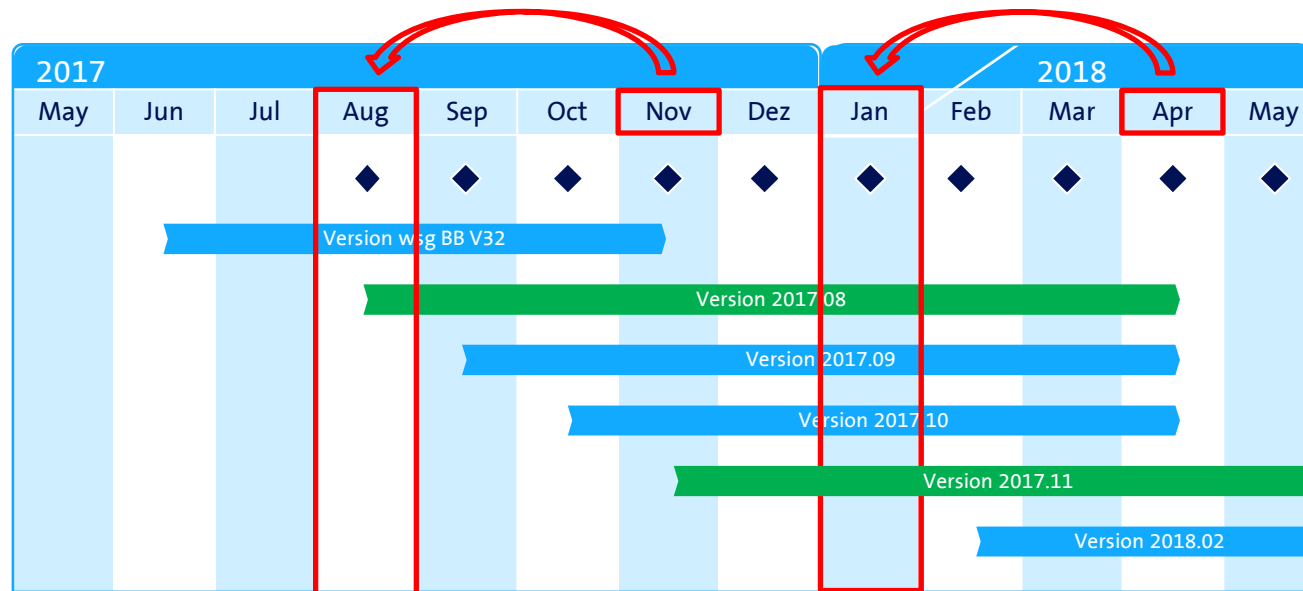 2017
2018
May Jun Jul Aug Sep Oct Nov Dez Jan Feb Mar Apr May
Version wsg BB V32
Version 2017.08
Version 2017.09
Version 2017.10
Version 2017.11
Version 2018.02